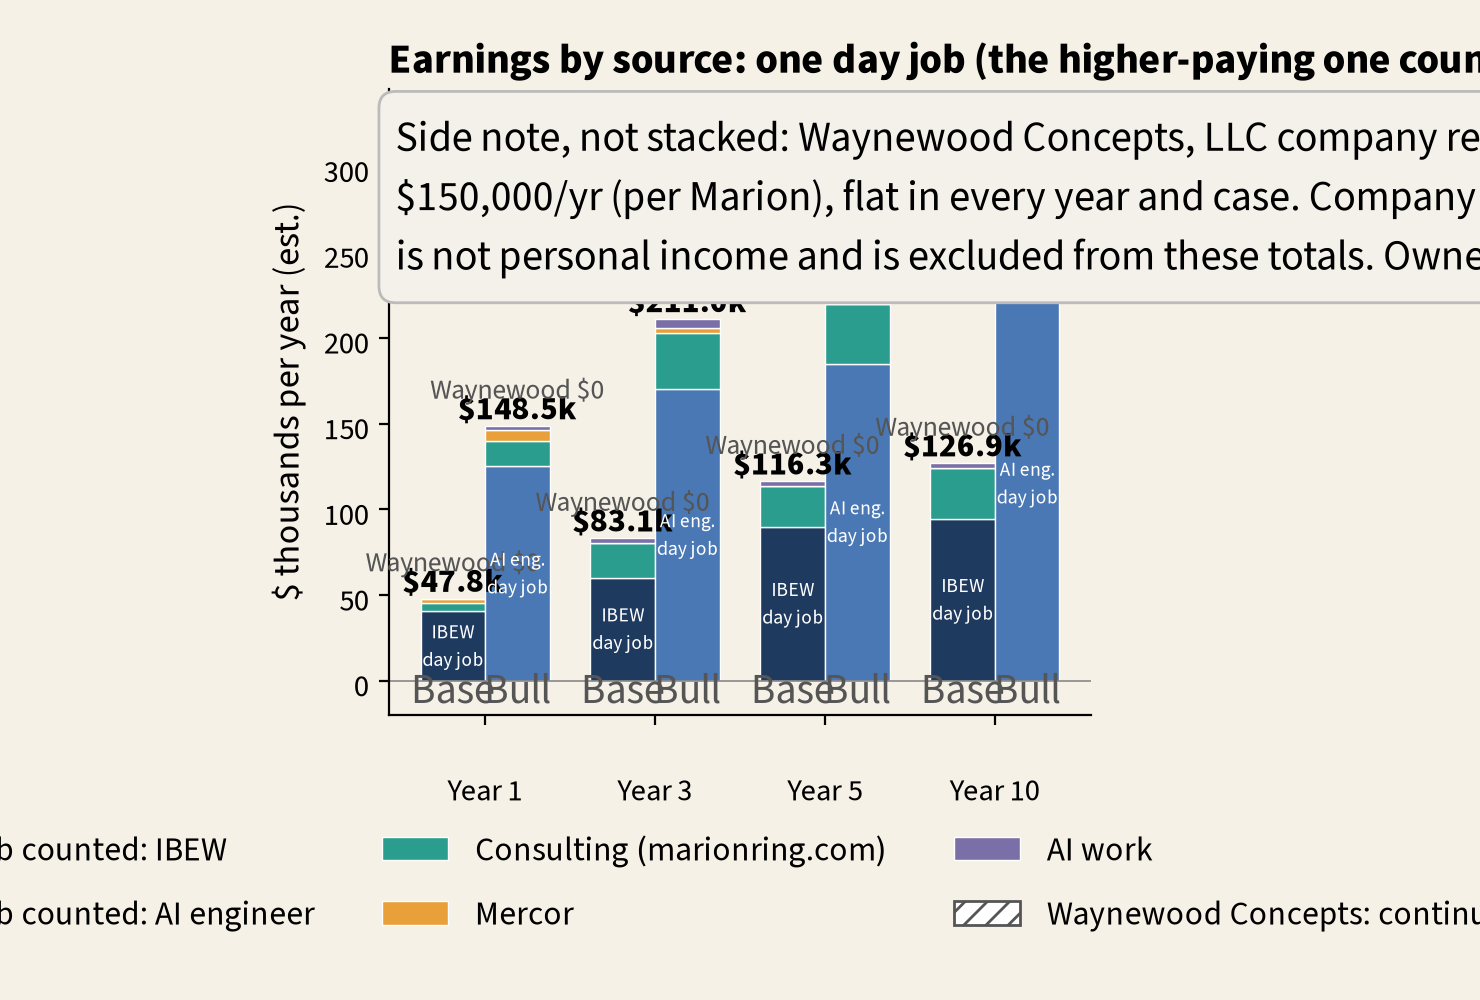 Earnings by source: one day job (the higher-paying one coun
Side note, not stacked: Waynewood Concepts, LLC company re
$150,000/yr (per Marion), flat in every year and case. Company
is not personal income and is excluded from these totals. Owne
$ thousands per year (est.)
300
250
200
150
100
50
0
Waynewood $0
$47.8k
IBEW
day job
Waynewood $0
$148.5k
AI eng.
day job
Waynewood $0
$83.1k
IBEW
day job
$211.0k
AI eng.
day job
Waynewood $0
$116.3k
IBEW
day job
AI eng.
day job
Waynewood $0
$126.9k
IBEW
day job
AI eng.
day job
Base Bull Base Bull Base Bull Base Bull
Year 1 Year 3 Year 5 Year 10
b counted: IBEW Consulting (marionring.com) AI work
b counted: AI engineer Mercor Waynewood Concepts: continu